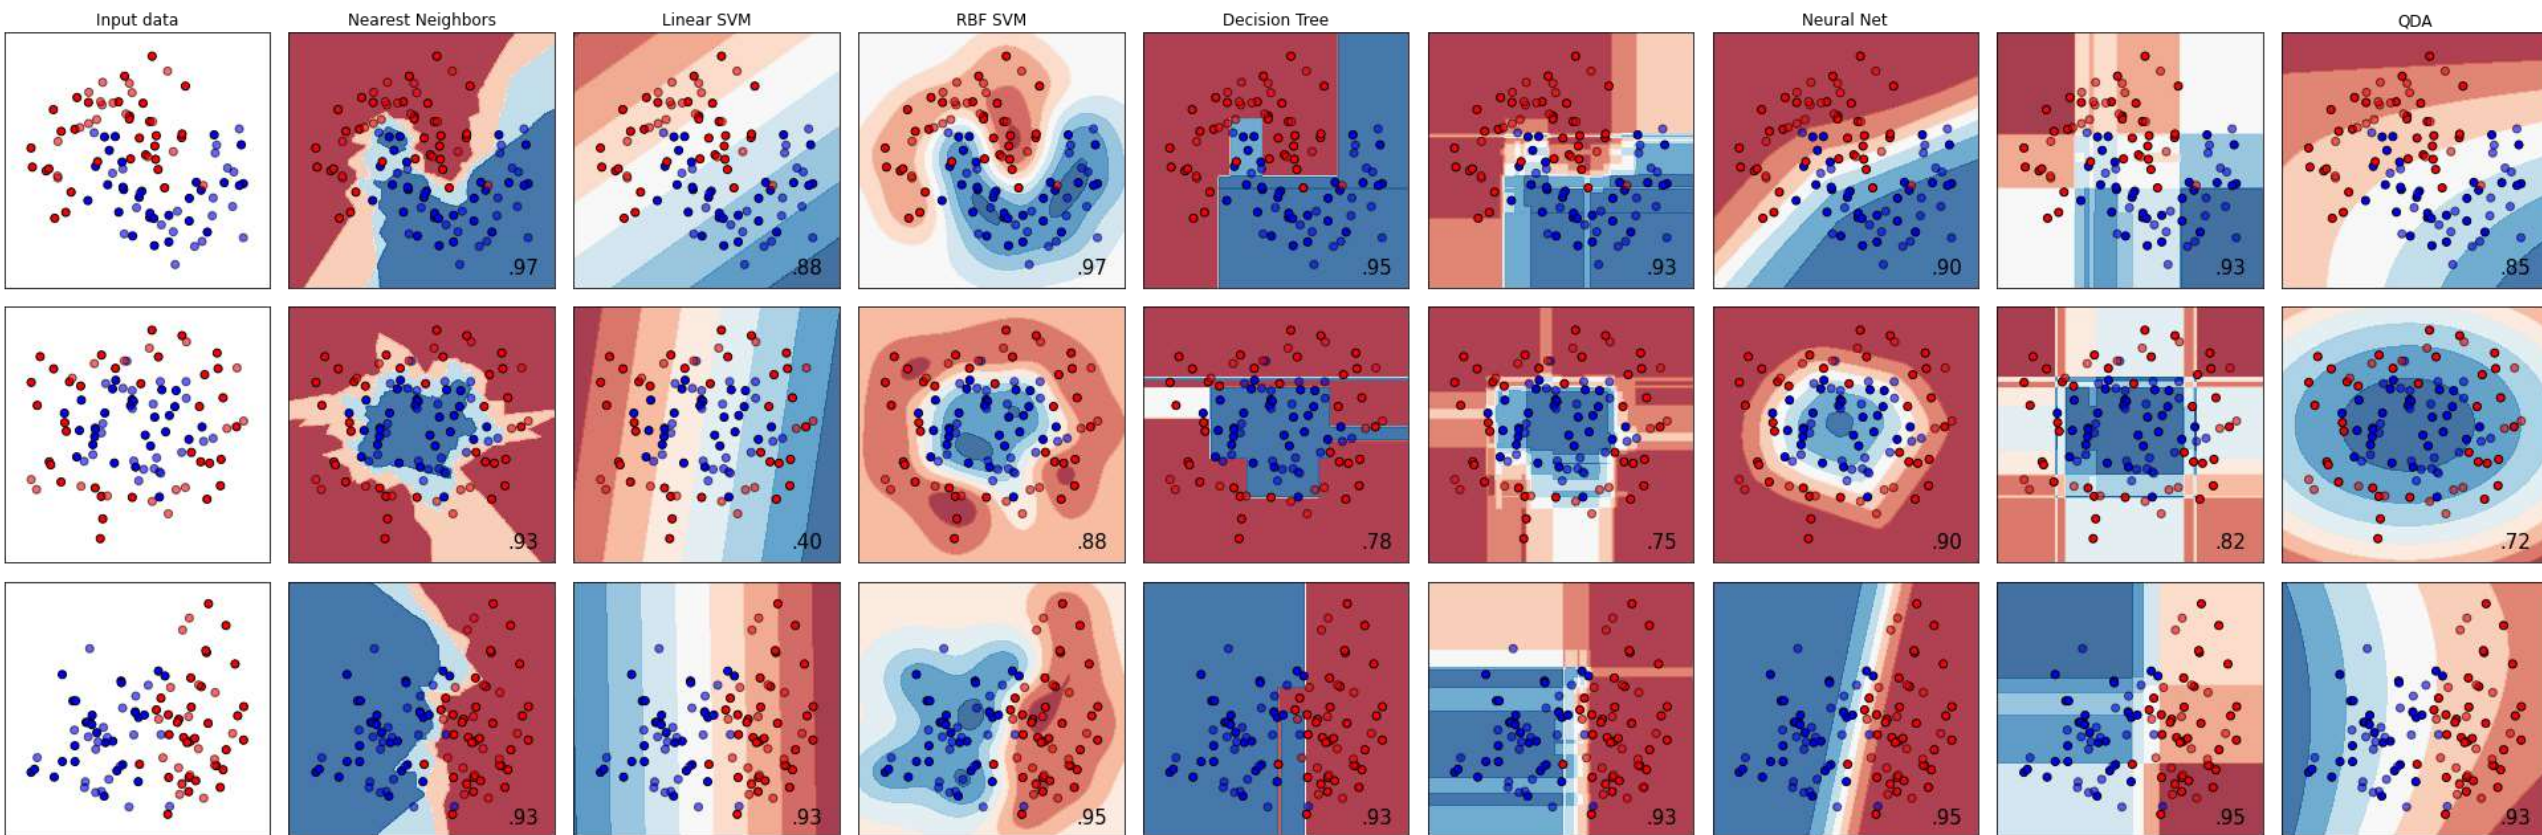 Input data Nearest Neighbors Linear SVM RBF SVM Decision Tree Neural Net QDA
.97 .88 .97 .95 .93 .90 .93 .85
.93 .40 .88 .78 .75 .90 .82 .72
.93 .93 .95 .93 .93 .95 .95 .93